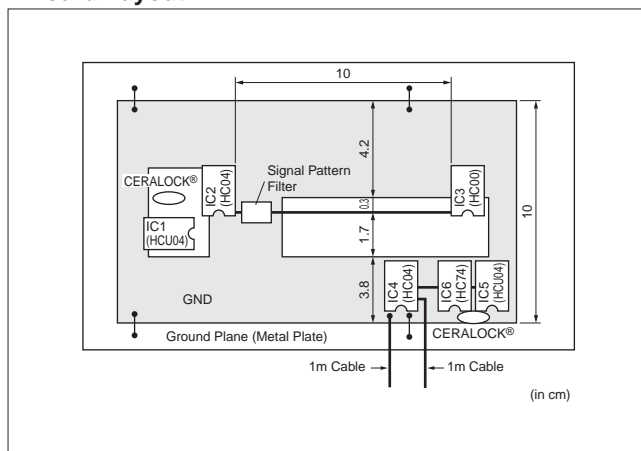 10
4.2
Signal Pattern
Filter
CERALOCK®
IC2
(HC04)
IC3
(HC00)
0.3
10
IC1
(HCU04)
1.7
3.8
IC4
(HC04)
IC6
(HC74)
IC5
(HCU04)
GND
Ground Plane (Metal Plate)
CERALOCK®
1m Cable
1m Cable
(in cm)